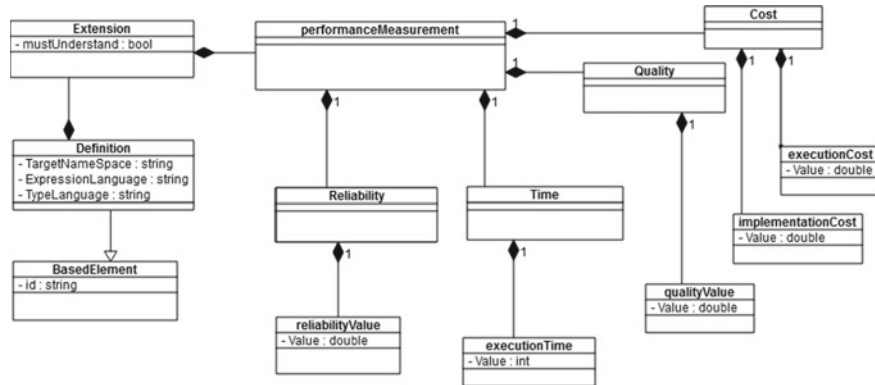 Extension
- mustUnderstand : bool
performanceMeasurement
1
1
1
1
Cost
1
1
Quality
1
Definition
- TargetNameSpace : string
- ExpressionLanguage : string
- TypeLanguage : string
executionCost
- Value : double
Reliability
1
Time
1
implementationCost
- Value : double
BasedElement
- id : string
qualityValue
- Value : double
reliabilityValue
- Value : double
executionTime
- Value : int